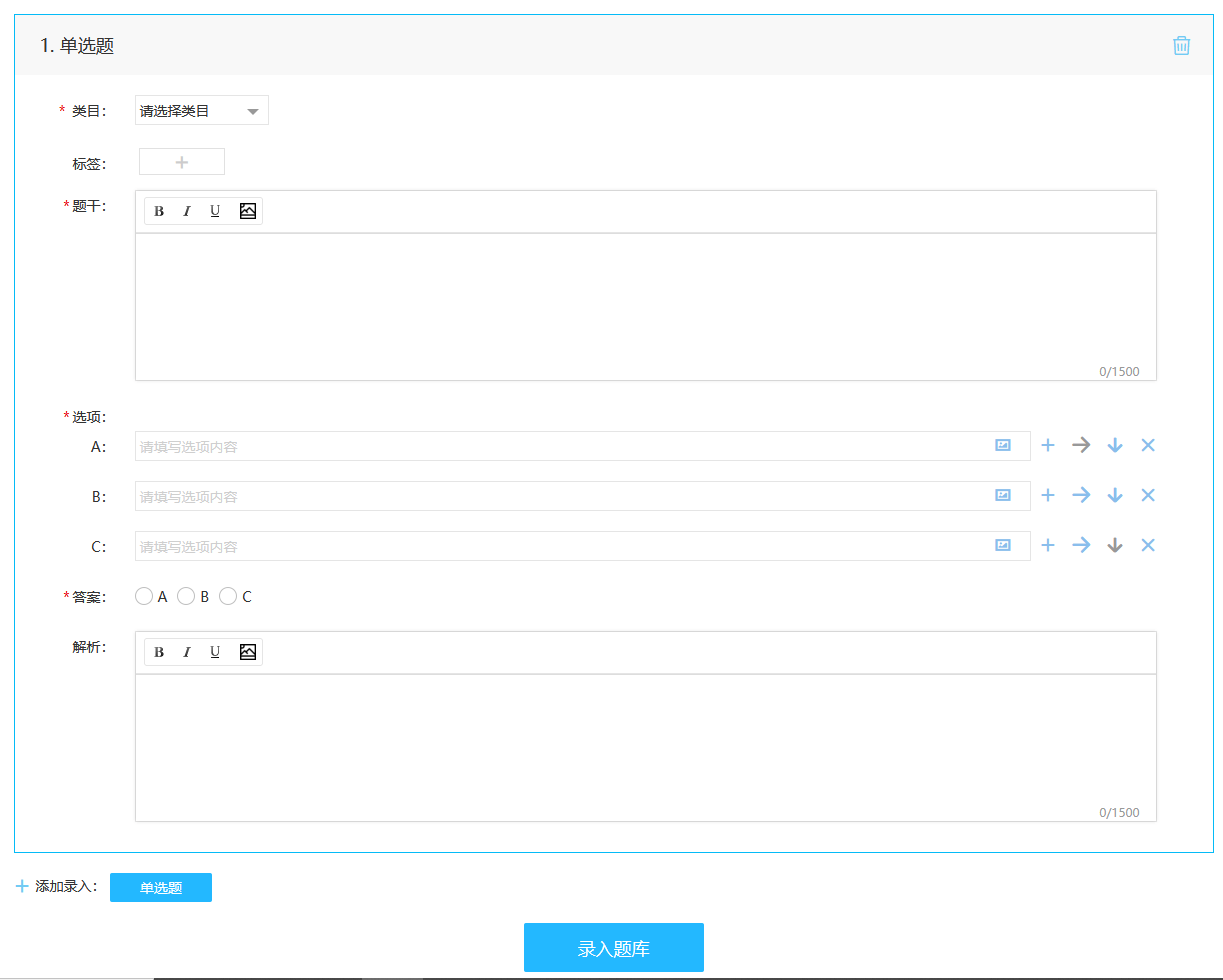 1. 单选题
* 类目： 请选择类目
标签： +
*题干： B I U
0/1500
*选项：
A： 请填写选项内容
B： 请填写选项内容
C： 请填写选项内容
*答案： A B C
解析： B I U
0/1500
+ 添加录入： 单选题
录入题库